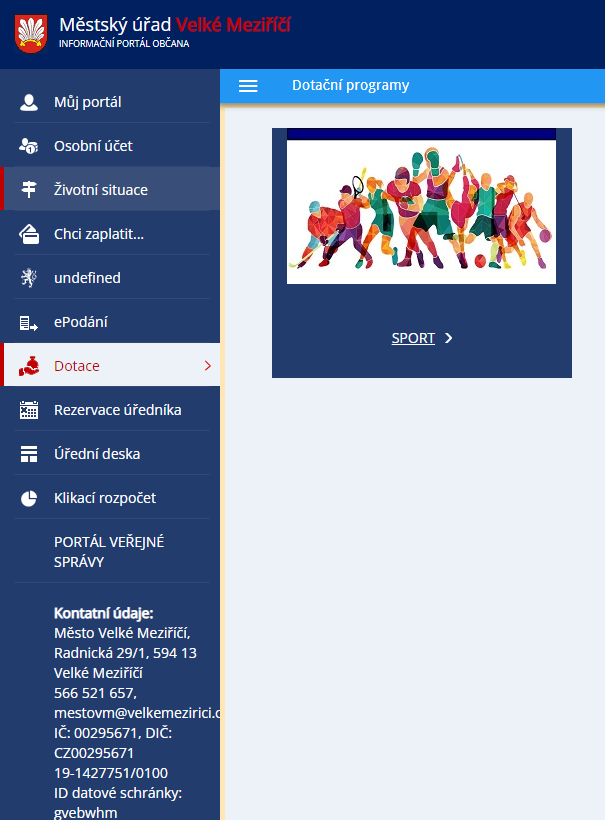 Městský úřad Velké Meziříčí
INFORMAČNÍ PORTÁL OBČANA
Dotační programy
Můj portál
Osobní účet
Životní situace
Chci zaplatit...
undefined
ePodání
Dotace
Rezervace úředníka
Úřední deska
Klikací rozpočet
PORTÁL VEŘEJNÉ
SPRÁVY
Kontatní údaje:
Město Velké Meziříčí,
Radnická 29/1, 594 13
Velké Meziříčí
566 521 657,
mestovm@velkemezirici.c
IČ: 00295671, DIČ:
CZ00295671
19-1427751/0100
ID datové schránky:
gvebwhm
SPORT